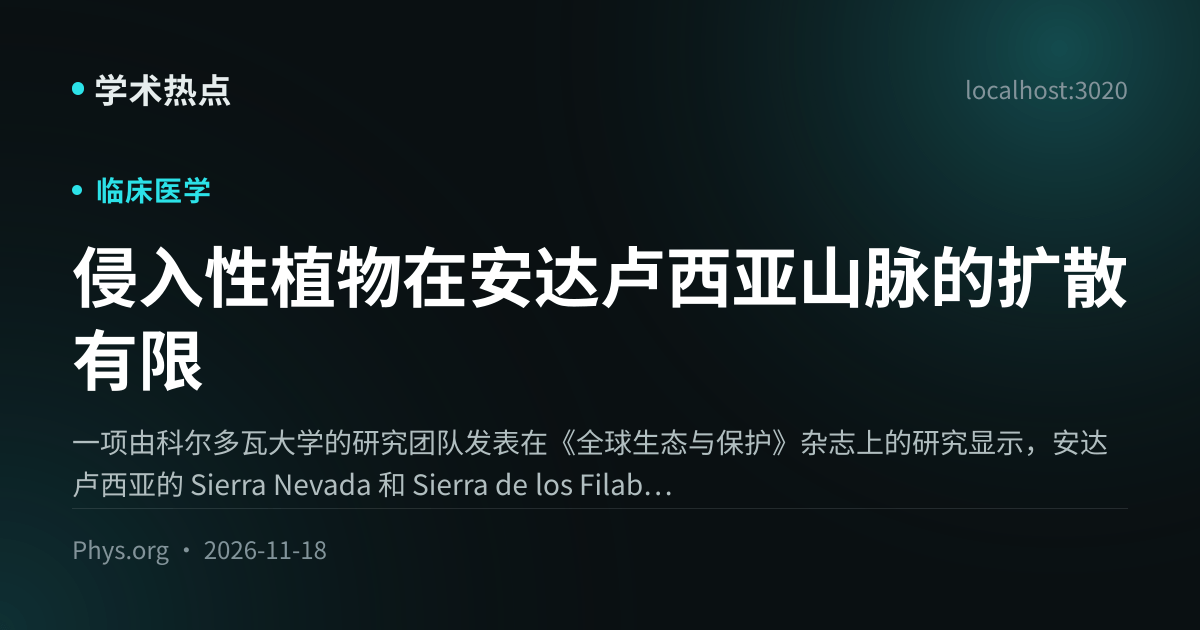 学术热点
localhost:3020
临床医学
侵入性植物在安达卢西亚山脉的扩散
有限
一项由科尔多瓦大学的研究团队发表在《全球生态与保护》杂志上的研究显示，安达
卢西亚的 Sierra Nevada 和 Sierra de los Filab…
Phys.org • 2026-11-18